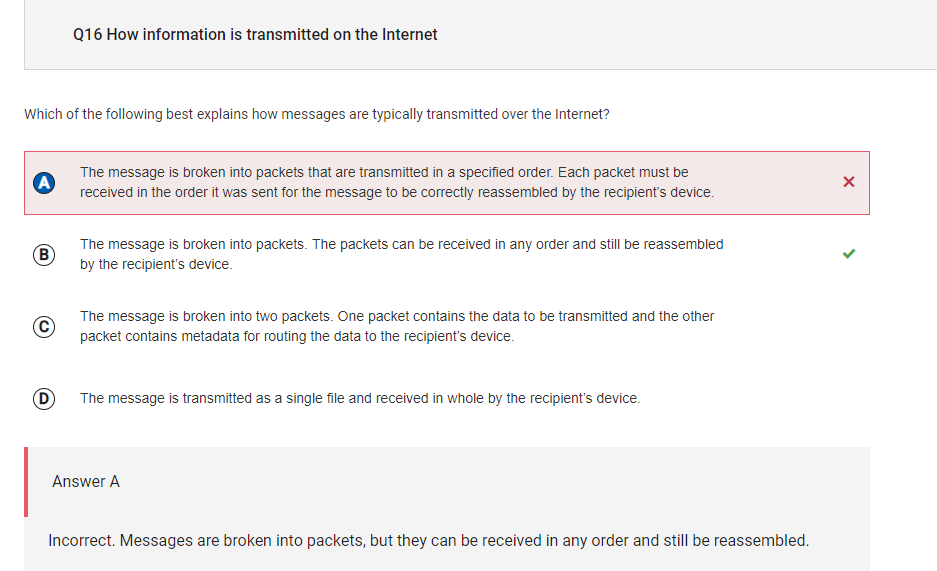 Q16 How information is transmitted on the Internet
Which of the following best explains how messages are typically transmitted over the Internet?
A
The message is broken into packets that are transmitted in a specified order. Each packet must be
received in the order it was sent for the message to be correctly reassembled by the recipient's device.
B
The message is broken into packets. The packets can be received in any order and still be reassembled
by the recipient's device.
C
The message is broken into two packets. One packet contains the data to be transmitted and the other
packet contains metadata for routing the data to the recipient's device.
D
The message is transmitted as a single file and received in whole by the recipient's device.
Answer A
Incorrect. Messages are broken into packets, but they can be received in any order and still be reassembled.